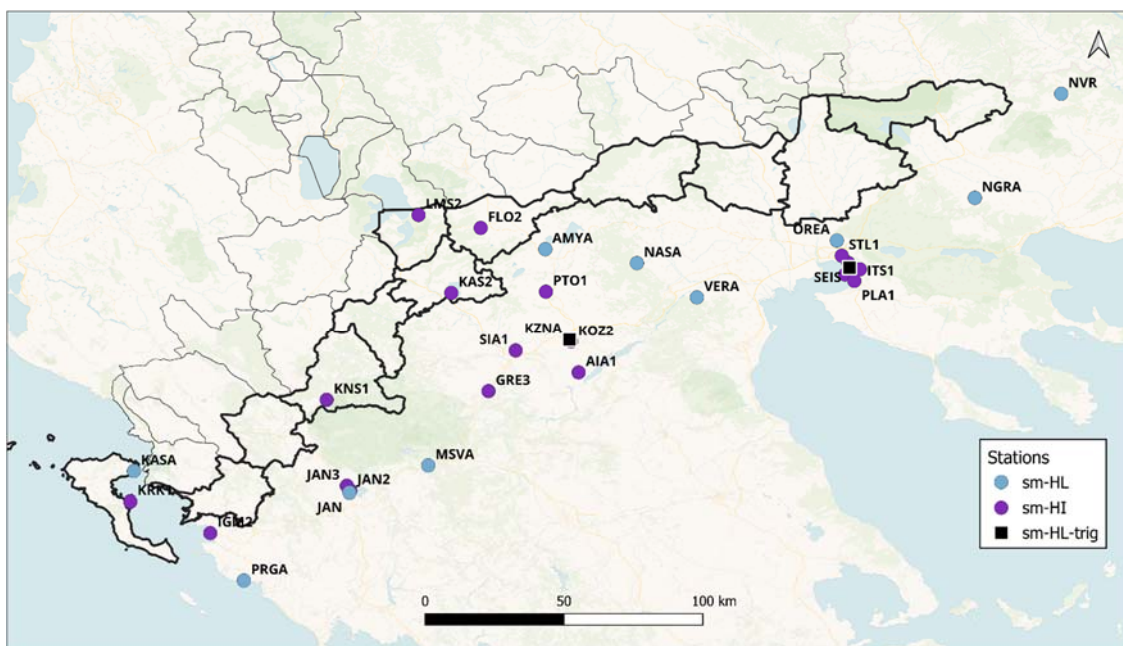 NVR
NGRA
LMS2
FLO2
OREA
STL1
AMYA
NASA
SEIS
ITS1
KAS2
PTO1
VERA
PLA1
KZNA
KOZ2
SIA1
AIA1
GRE3
KNS1
MSVA
KASA
JAN3
JAN2
JAN
KRK1
IGM2
PRGA
Stations
sm-HL
sm-HI
sm-HL-trig
0
50
100 km